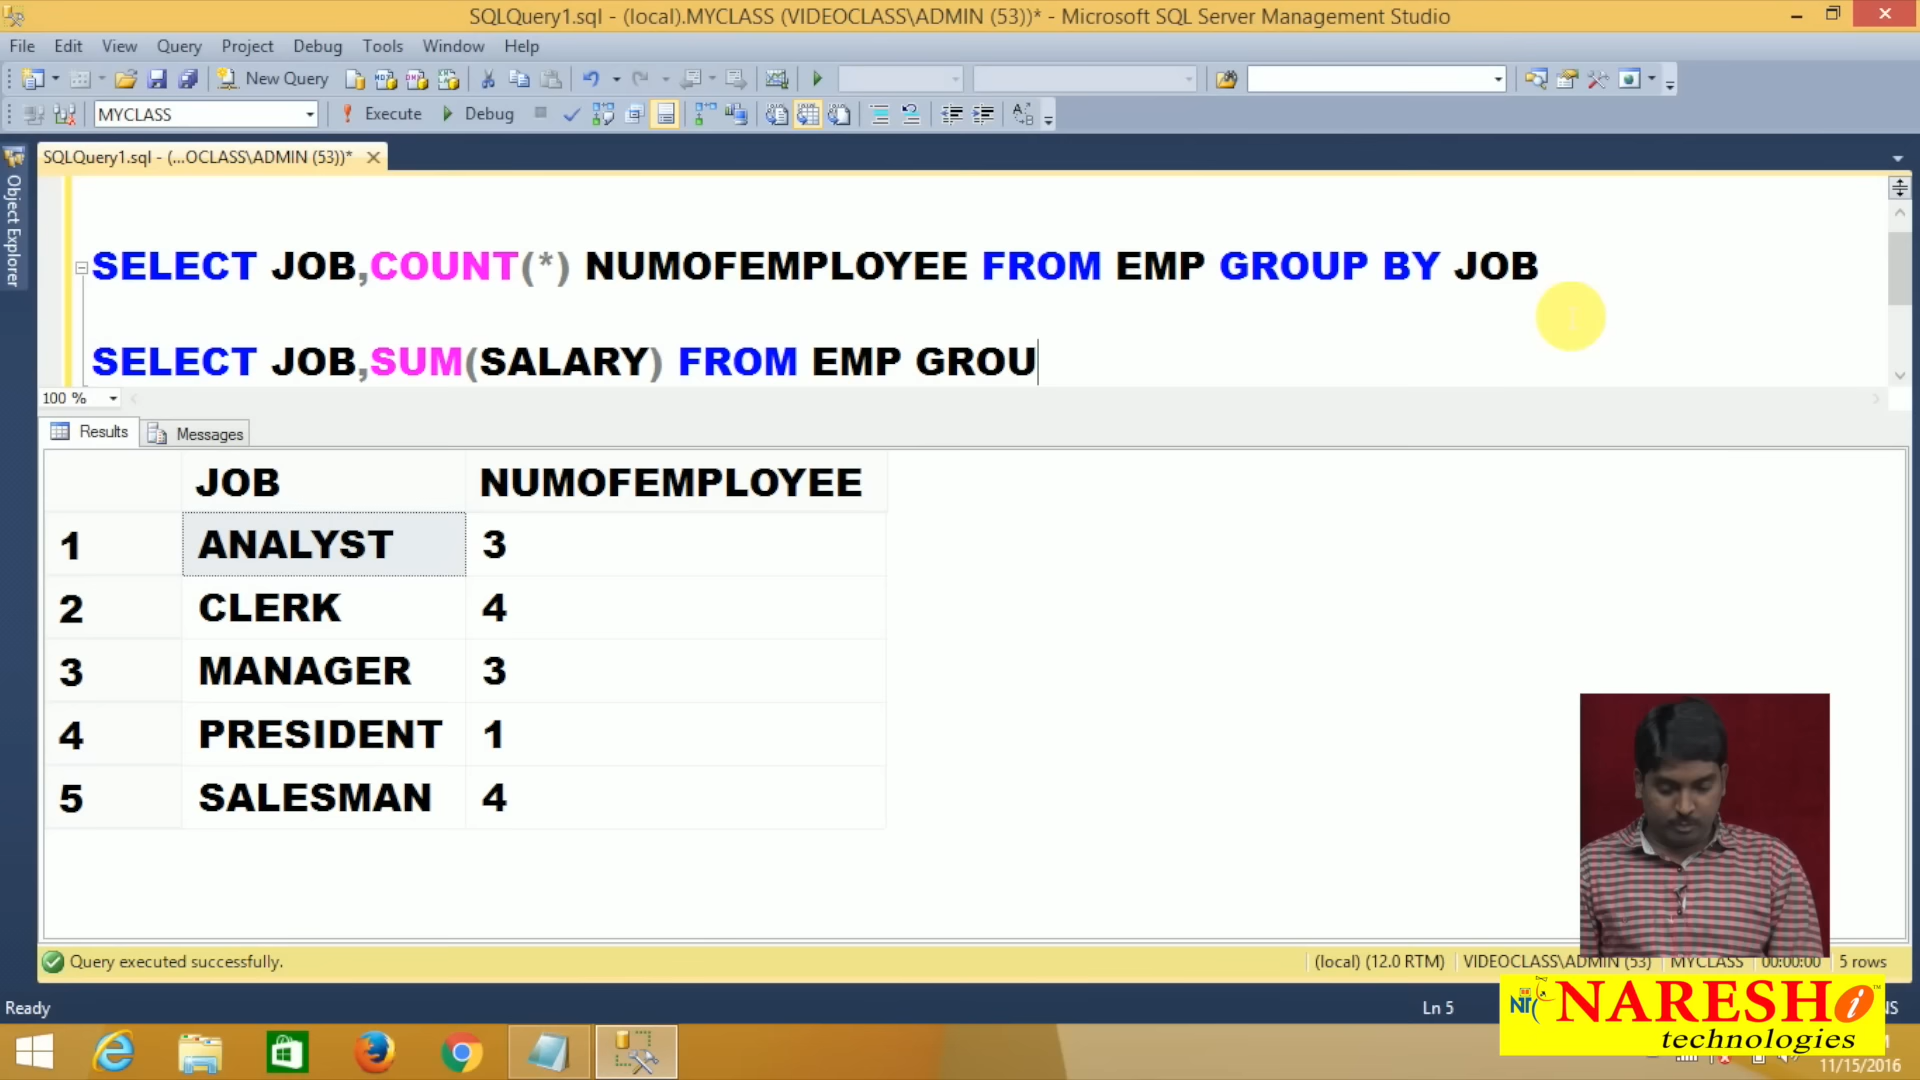 SQLQuery1.sql - (local).MYCLASS (VIDEOCLASS\ADMIN (53))* - Microsoft SQL Server Management Studio
File Edit View Query Project Debug Tools Window Help
New Query
MYCLASS Execute Debug
SQLQuery1.sql - (...OCLASS\ADMIN (53))*
Object Explorer
SELECT JOB,COUNT(*) NUMOFEMPLOYEE FROM EMP GROUP BY JOB
SELECT JOB,SUM(SALARY) FROM EMP GROU
100 %
Results Messages
JOB NUMOFEMPLOYEE
1 ANALYST 3
2 CLERK 4
3 MANAGER 3
4 PRESIDENT 1
5 SALESMAN 4
Query executed successfully. (local) (12.0 RTM) VIDEOCLASS\ADMIN (53) MYCLASS 00:00:00 5 rows
Ready Ln 5 NS
NARESH i
technologies
11/15/2016